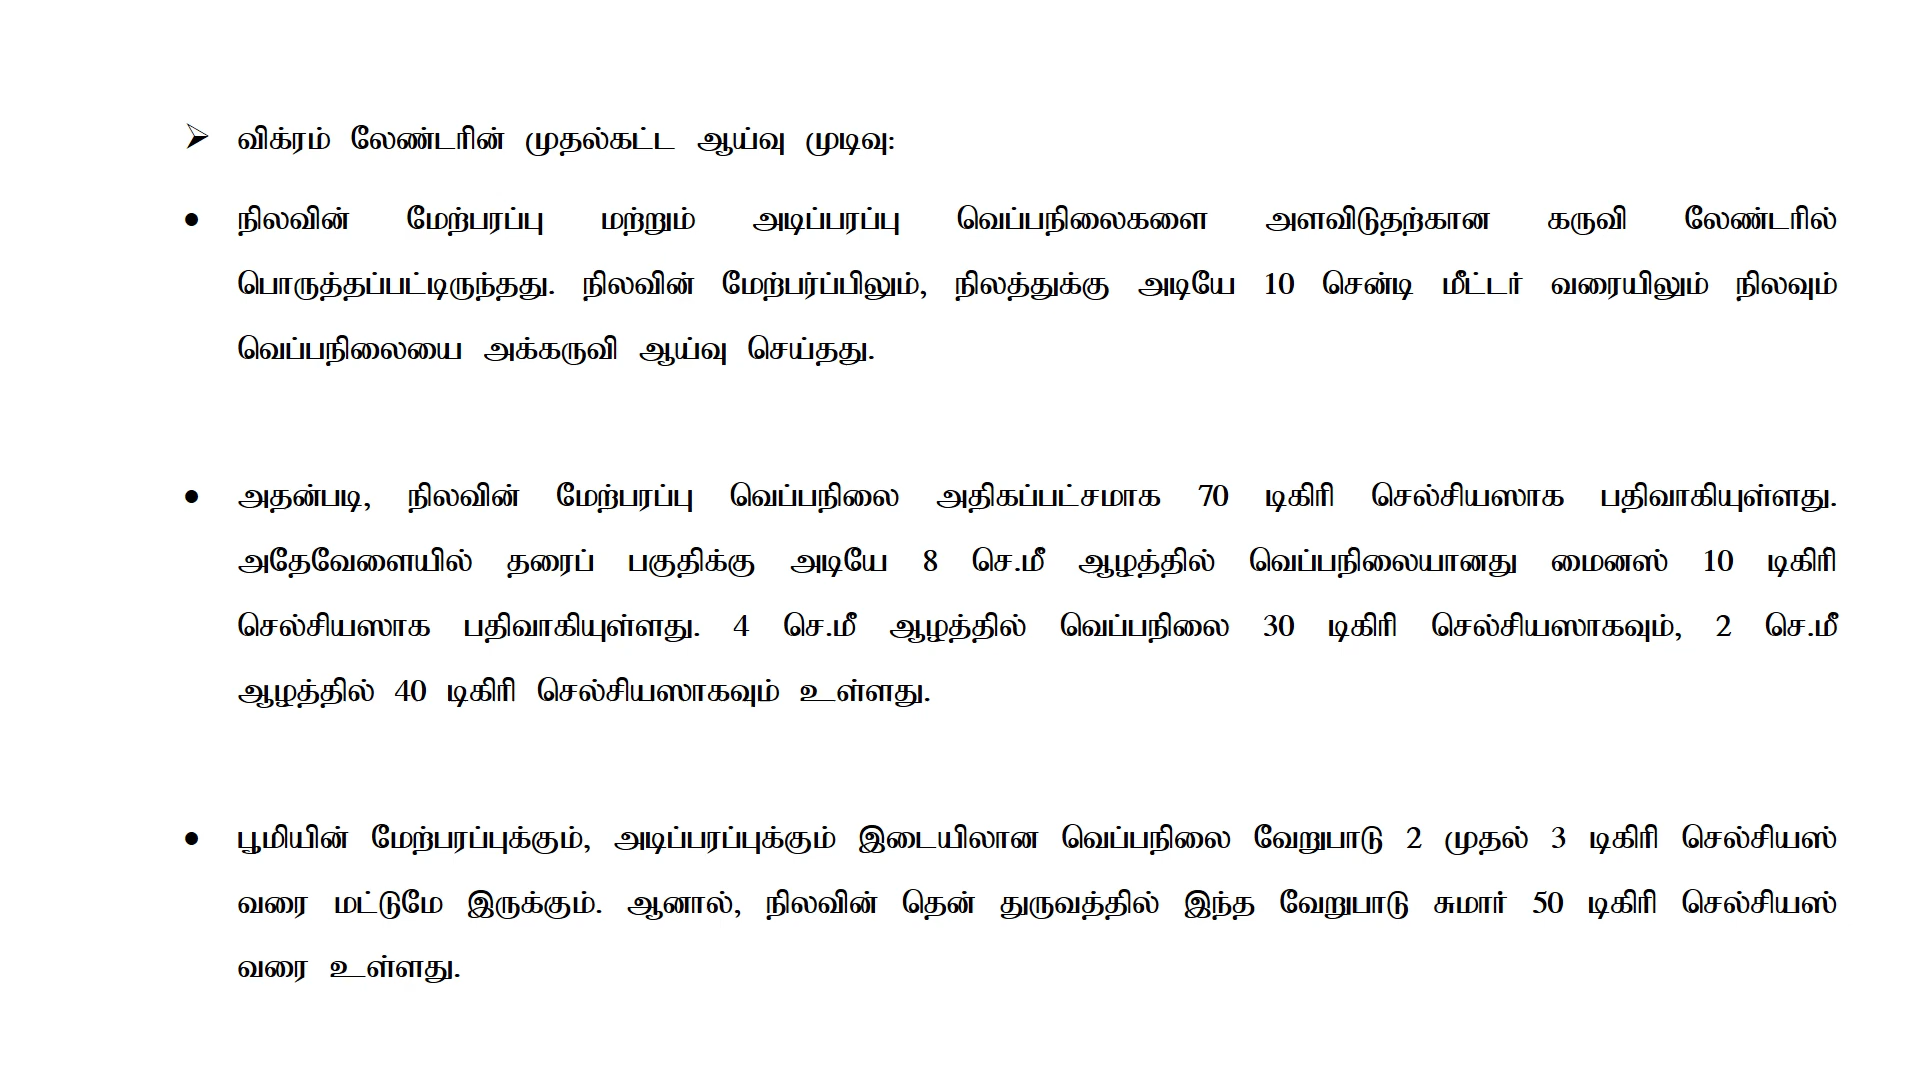 ➢ விக்ரம் லேண்டரின் முதல்கட்ட ஆய்வு முடிவு:
• நிலவின் மேற்பரப்பு மற்றும் அடிப்பரப்பு வெப்பநிலைகளை அளவிடுதற்கான கருவி லேண்டரில்
பொருத்தப்பட்டிருந்தது. நிலவின் மேற்பர்ப்பிலும், நிலத்துக்கு அடியே 10 சென்டி மீட்டர் வரையிலும் நிலவும்
வெப்பநிலையை அக்கருவி ஆய்வு செய்தது.
• அதன்படி, நிலவின் மேற்பரப்பு வெப்பநிலை அதிகப்பட்சமாக 70 டிகிரி செல்சியஸாக பதிவாகியுள்ளது.
அதேவேளையில் தரைப் பகுதிக்கு அடியே 8 செ.மீ ஆழத்தில் வெப்பநிலையானது மைனஸ் 10 டிகிரி
செல்சியஸாக பதிவாகியுள்ளது. 4 செ.மீ ஆழத்தில் வெப்பநிலை 30 டிகிரி செல்சியஸாகவும், 2 செ.மீ
ஆழத்தில் 40 டிகிரி செல்சியஸாகவும் உள்ளது.
• பூமியின் மேற்பரப்புக்கும், அடிப்பரப்புக்கும் இடையிலான வெப்பநிலை வேறுபாடு 2 முதல் 3 டிகிரி செல்சியஸ்
வரை மட்டுமே இருக்கும். ஆனால், நிலவின் தென் துருவத்தில் இந்த வேறுபாடு சுமார் 50 டிகிரி செல்சியஸ்
வரை உள்ளது.